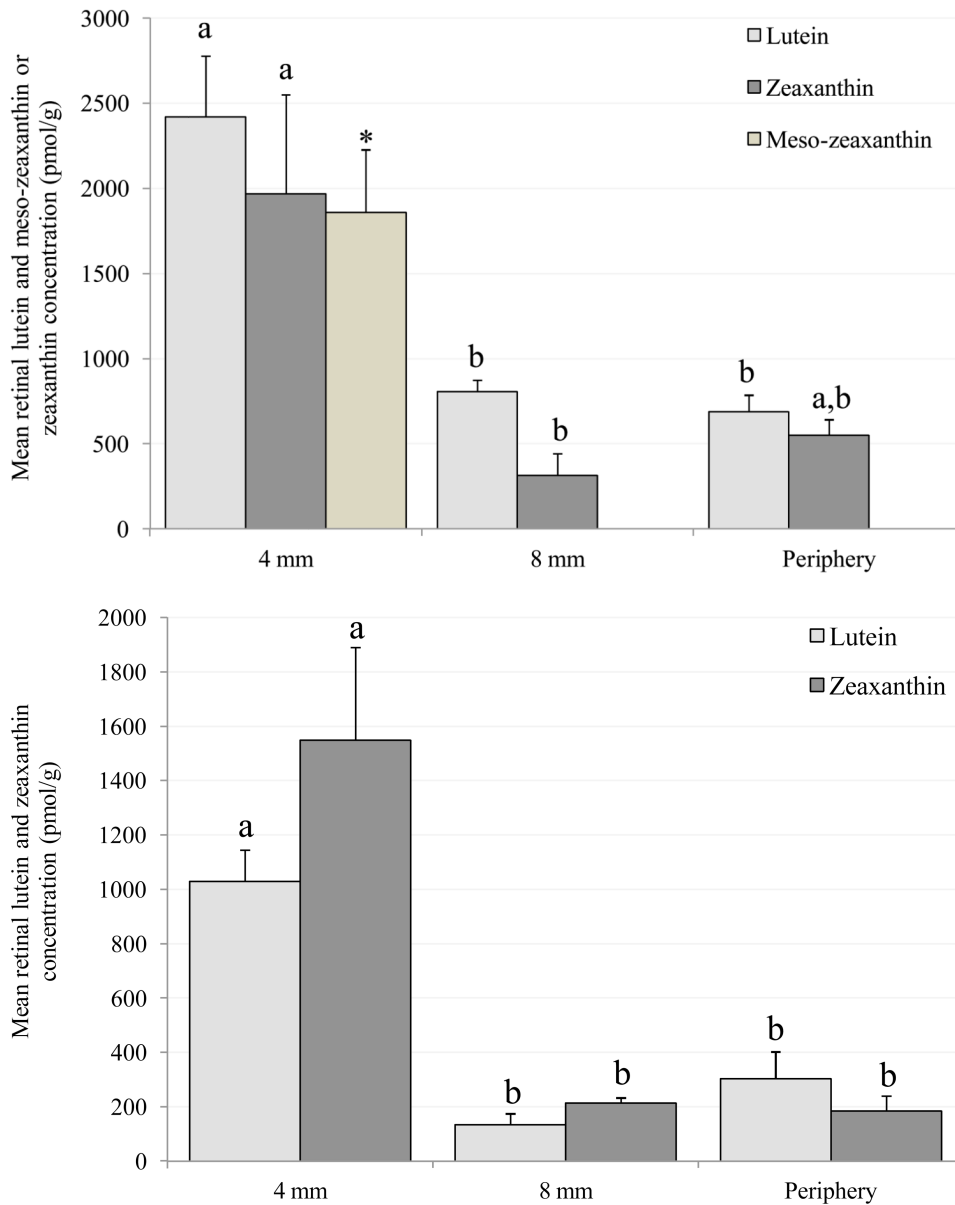 Mean retinal lutein and meso-zeaxanthin or
zeaxanthin concentration (pmol/g)
3000
2500
2000
1500
1000
500
0
a
a
*
b
b
b
a,b
Lutein
Zeaxanthin
Meso-zeaxanthin
4 mm
8 mm
Periphery
Mean retinal lutein and zeaxanthin
concentration (pmol/g)
2000
1800
1600
1400
1200
1000
800
600
400
200
0
a
a
b
b
b
b
Lutein
Zeaxanthin
4 mm
8 mm
Periphery